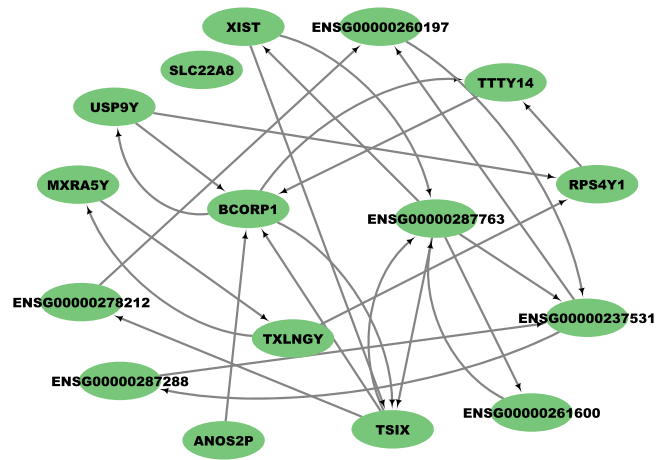 XIST
ENSG00000260197
SLC22A8
TTTY14
USP9Y
MXRA5Y
RPS4Y1
BCORP1
ENSG00000287763
ENSG00000278212
TXLNGY
ENSG00000237531
ENSG00000287288
ENSG00000261600
TSIX
ANOS2P